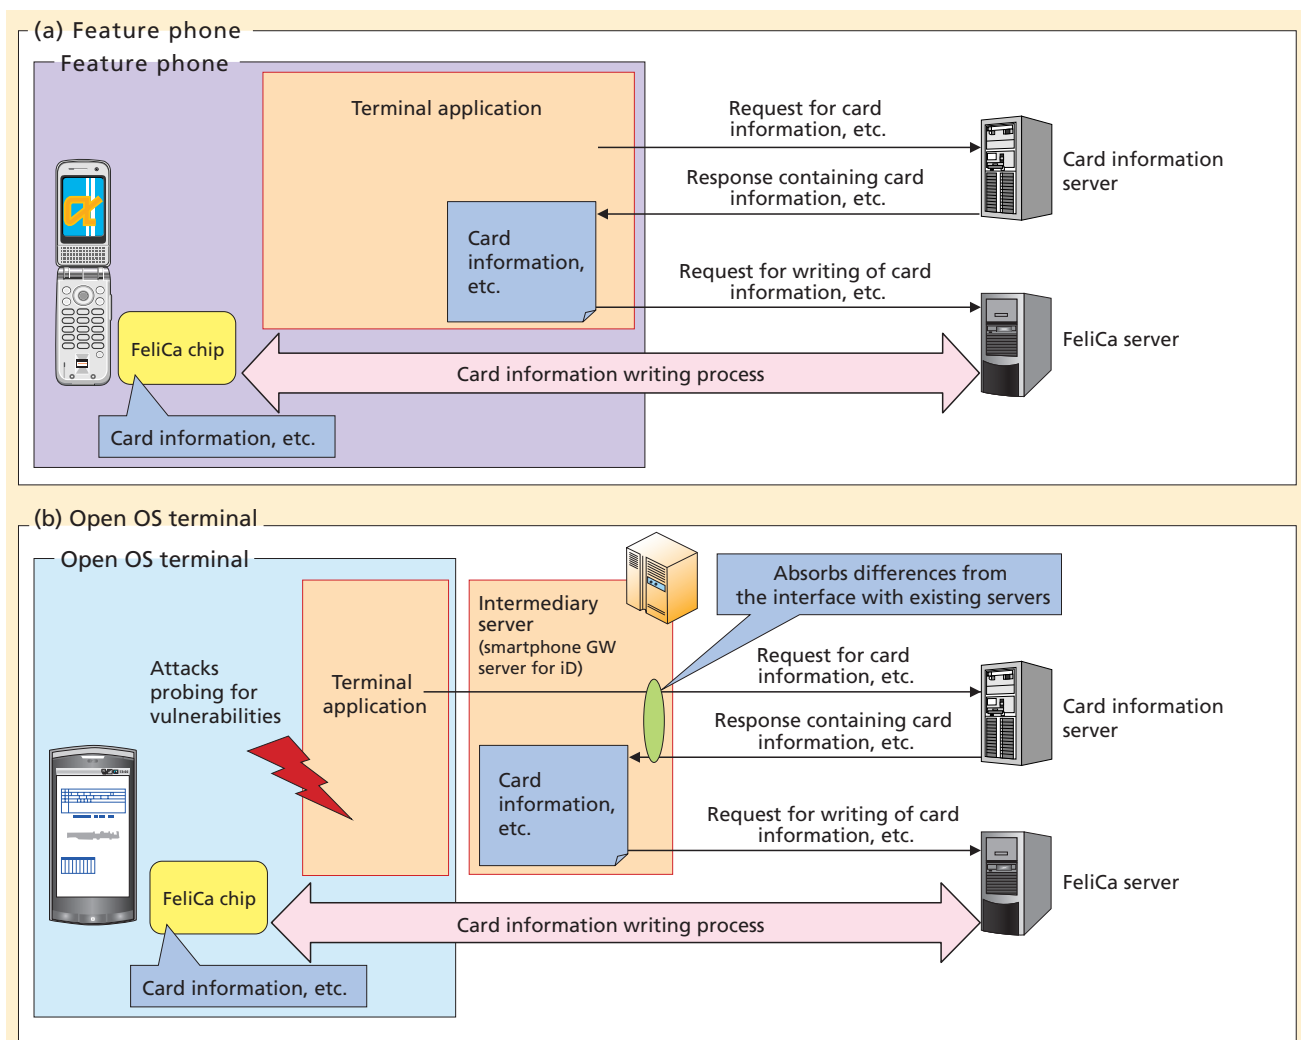 (a) Feature phone
Feature phone
Terminal application
Request for card
information, etc.
Card information
server
Response containing card
information, etc.
Card
information,
etc.
Request for writing of card
information, etc.
FeliCa server
FeliCa chip
Card information writing process
Card information, etc.
(b) Open OS terminal
Open OS terminal
Absorbs differences from
the interface with existing servers
Intermediary
server
(smartphone GW
server for iD)
Attacks
probing for
vulnerabilities
Terminal
application
Request for card
information, etc.
Card information
server
Response containing card
information, etc.
Card
information,
etc.
Request for writing of card
information, etc.
FeliCa server
FeliCa chip
Card information writing process
Card information, etc.